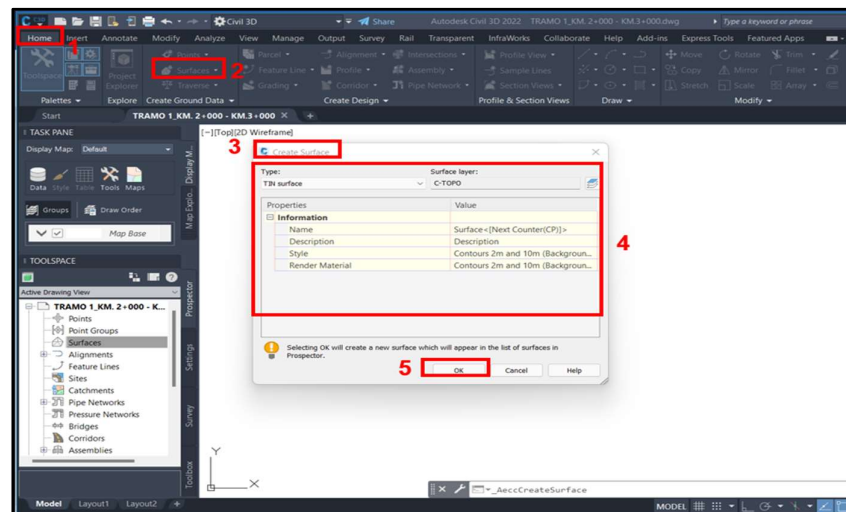 C 3D Civil 3D Share Autodesk Civil 3D 2022 TRAMO 1_KM. 2+000 - KM.3+000.dwg Type a keyword or phrase
Home Insert Annotate Modify Analyze View Manage Output Survey Rail Transparent InfraWorks Collaborate Help Add-ins Express Tools Featured Apps
1
Points Parcel Alignment Intersections Profile View Move Rotate Trim
Toolspace Project Explorer Surfaces 2 Feature Line Profile Assembly Sample Lines Copy Mirror Fillet
Traverse Grading Corridor Pipe Network Section Views Stretch Scale Array
Palettes Explore Create Ground Data Create Design Profile & Section Views Draw Modify
Start TRAMO 1_KM. 2+000 - KM.3+000
TASK PANE
[−][Top][2D Wireframe]
Display Map: Default
Data Style Table Tools Maps
Groups Draw Order
Map Base
Display M...
Map Explo...
3
Create Surface
Type: Surface layer:
TIN surface C-TOPO
Properties Value
Information
Name Surface<[Next Counter(CP)]>
Description Description
Style Contours 2m and 10m (Backgroun...
Render Material Contours 2m and 10m (Backgroun...
4
Selecting OK will create a new surface which will appear in the list of surfaces in
Prospector.
5
OK Cancel Help
TOOLSPACE
Active Drawing View
TRAMO 1_KM. 2+000 - K...
Points
Point Groups
Surfaces
Alignments
Feature Lines
Sites
Catchments
Pipe Networks
Pressure Networks
Bridges
Corridors
Assemblies
Prospector
Settings
Survey
Toolbox
Y
X
_AeccCreateSurface
Model Layout1 Layout2 +
MODEL